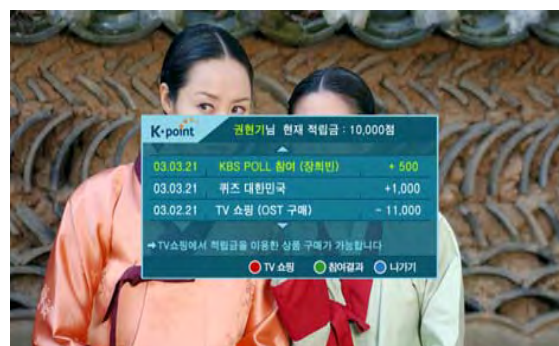 K·point 권현기님 현재 적립금 : 10,000점
03.03.21 KBS POLL 참여 (장희빈) + 500
03.03.21 퀴즈 대한민국 +1,000
03.02.21 TV 쇼핑 (OST 구매) - 11,000
➡TV쇼핑에서 적립금을 이용한 상품 구매가 가능합니다
TV 쇼핑 참여결과 나가기